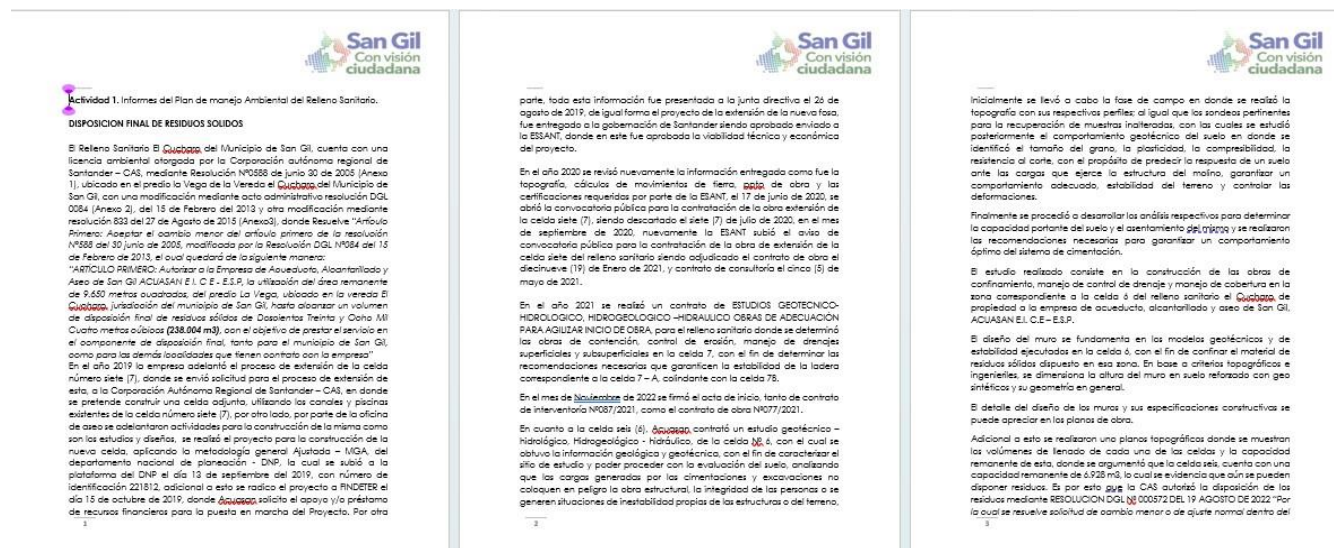 San Gil
Con visión
ciudadana
Actividad 1. Informes del Plan de manejo Ambiental del Relleno Sanitario.
DISPOSICION FINAL DE RESIDUOS SOLIDOS
El Relleno Sanitario El Cucharo del Municipio de San Gil, cuenta con una
licencia ambiental otorgada por la Corporación autónoma regional de
Santander – CAS, mediante Resolución Nº0588 de junio 30 de 2005 (Anexo
1), ubicado en el predio la Vega de la Vereda el Cucharo del Municipio de
San Gil, con una modificación mediante acto administrativo resolución DGL
0084 (Anexo 2), del 15 de Febrero del 2013 y otra modificación mediante
resolución 833 del 27 de Agosto de 2015 (Anexo3), donde Resuelve "Artículo
Primero: Aceptar el cambio menor del artículo primero de la resolución
Nº588 del 30 junio de 2005, modificada por la Resolución DGL Nº084 del 15
de Febrero de 2013, el cual quedará de la siguiente manera:
"ARTÍCULO PRIMERO: Autorizar a la Empresa de Acueducto, Alcantarillado y
Aseo de San Gil ACUASAN E I. C E - E.S.P, la utilización del área remanente
de 9.650 metros cuadrados, del predio La Vega, ubicado en la vereda El
Cucharo, jurisdicción del municipio de San Gil, hasta alcanzar un volumen
de disposición final de residuos sólidos de Doscientos Treinta y Ocho Mil
Cuatro metros cúbicos (238.004 m3), con el objetivo de prestar el servicio en
el componente de disposición final, tanto para el municipio de San Gil,
como para las demás localidades que tienen contrato con la empresa"
En el año 2019 la empresa adelantó el proceso de extensión de la celda
número siete (7), donde se envió solicitud para el proceso de extensión de
esta, a la Corporación Autónoma Regional de Santander – CAS, en donde
se pretende construir una celda adjunta, utilizando los canales y piscinas
existentes de la celda número siete (7), por otro lado, por parte de la oficina
de aseo se adelantaron actividades para la construcción de la misma como
son los estudios y diseños, se realizó el proyecto para la construcción de la
nueva celda, aplicando la metodología general Ajustada – MGA, del
departamento nacional de planeación - DNP, la cual se subió a la
plataforma del DNP el día 13 de septiembre del 2019, con número de
identificación 221812, adicional a esto se radico el proyecto a FINDETER el
día 15 de octubre de 2019, donde Acuasan solicito el apoyo y/o préstamo
de recursos financieros para la puesta en marcha del Proyecto. Por otra
1
San Gil
Con visión
ciudadana
parte, toda esta información fue presentada a la junta directiva el 26 de
agosto de 2019, de igual forma el proyecto de la extensión de la nueva fosa,
fue entregado a la gobernación de Santander siendo aprobado enviado a
la ESSANT, donde en este fue aprobada la viabilidad técnica y económica
del proyecto.
En el año 2020 se revisó nuevamente la información entregada como fue la
topografía, cálculos de movimientos de tierra, ppto de obra y las
certificaciones requeridas por parte de la ESANT, el 17 de junio de 2020, se
abrió la convocatoria pública para la contratación de la obra extensión de
la celda siete (7), siendo descartado el siete (7) de julio de 2020, en el mes
de septiembre de 2020, nuevamente la ESANT subió el aviso de
convocatoria pública para la contratación de la obra de extensión de la
celda siete del relleno sanitario siendo adjudicado el contrato de obra el
diecinueve (19) de Enero de 2021, y contrato de consultoría el cinco (5) de
mayo de 2021.
En el año 2021 se realizó un contrato de ESTUDIOS GEOTECNICO-
HIDROLOGICO, HIDROGEOLOGICO –HIDRAULICO OBRAS DE ADECUACIÓN
PARA AGILIZAR INICIO DE OBRA, para el relleno sanitario donde se determinó
las obras de contención, control de erosión, manejo de drenajes
superficiales y subsuperficiales en la celda 7, con el fin de determinar las
recomendaciones necesarias que garanticen la estabilidad de la ladera
correspondiente a la celda 7 – A, colindante con la celda 7B.
En el mes de Noviembre de 2022 se firmó el acta de inicio, tanto de contrato
de interventoría Nº087/2021, como el contrato de obra Nº077/2021.
En cuanto a la celda seis (6), Acuasan contrató un estudio geotécnico –
hidrológico, Hidrogeológico - hidráulico, de la celda Nº 6, con el cual se
obtuvo la información geológica y geotécnica, con el fin de caracterizar el
sitio de estudio y poder proceder con la evaluación del suelo, analizando
que las cargas generadas por las cimentaciones y excavaciones no
coloquen en peligro la obra estructural, la integridad de las personas o se
generen situaciones de inestabilidad propias de las estructuras o del terreno,
2
San Gil
Con visión
ciudadana
Inicialmente se llevó a cabo la fase de campo en donde se realizó la
topografía con sus respectivos perfiles; al igual que los sondeos pertinentes
para la recuperación de muestras inalteradas, con las cuales se estudió
posteriormente el comportamiento geotécnico del suelo en donde se
identificó el tamaño del grano, la plasticidad, la compresibilidad, la
resistencia al corte, con el propósito de predecir la respuesta de un suelo
ante las cargas que ejerce la estructura del molino, garantizar un
comportamiento adecuado, estabilidad del terreno y controlar las
deformaciones.
Finalmente se procedió a desarrollar los análisis respectivos para determinar
la capacidad portante del suelo y el asentamiento del mismo y se realizaron
las recomendaciones necesarias para garantizar un comportamiento
óptimo del sistema de cimentación.
El estudio realizado consiste en la construcción de las obras de
confinamiento, manejo de control de drenaje y manejo de cobertura en la
zona correspondiente a la celda 6 del relleno sanitario el Cucharo de
propiedad a la empresa de acueducto, alcantarillado y aseo de San Gil,
ACUASAN E.I. C.E – E.S.P.
El diseño del muro se fundamenta en los modelos geotécnicos y de
estabilidad ejecutados en la celda 6, con el fin de confinar el material de
residuos sólidos dispuesto en esa zona. En base a criterios topográficos e
ingenieriles, se dimensiona la altura del muro en suelo reforzado con geo
sintéticos y su geometría en general.
El detalle del diseño de los muros y sus especificaciones constructivas se
puede apreciar en los planos de obra.
Adicional a esto se realizaron uno planos topográficos donde se muestran
los volúmenes de llenado de cada una de las celdas y la capacidad
remanente de esta, donde se argumentó que la celda seis, cuenta con una
capacidad remanente de 6.928 m3, lo cual se evidencia que aún se pueden
disponer residuos. Es por esto que la CAS autorizó la disposición de los
residuos mediante RESOLUCION DGL Nº 000572 DEL 19 AGOSTO DE 2022 "Por
la cual se resuelve solicitud de cambio menor o de ajuste normal dentro del
3